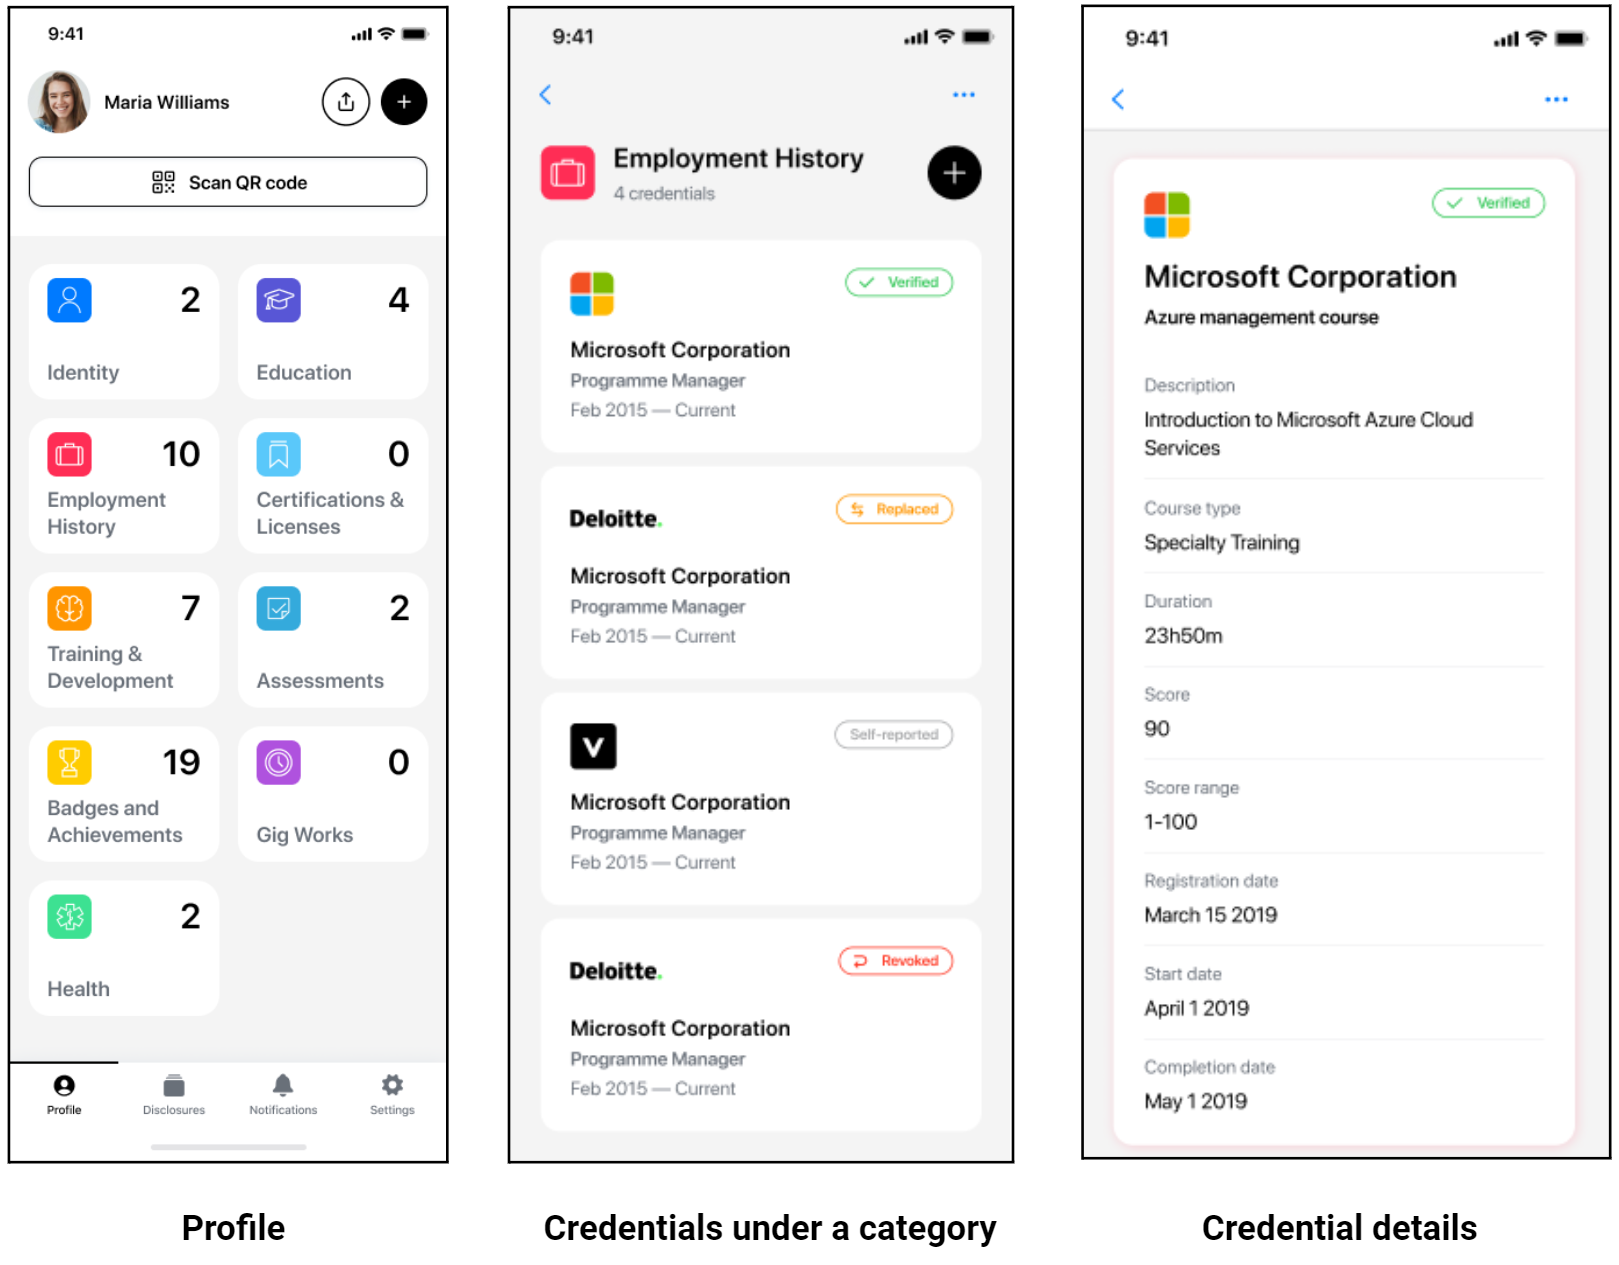 9:41
Maria Williams
Scan QR code
2
Identity
4
Education
10
Employment
History
0
Certifications &
Licenses
7
Training &
Development
2
Assessments
19
Badges and
Achievements
0
Gig Works
2
Health
Profile
Disclosures
Notifications
Settings
Profile
9:41
Employment History
4 credentials
Verified
Microsoft Corporation
Programme Manager
Feb 2015 — Current
Deloitte.
Replaced
Microsoft Corporation
Programme Manager
Feb 2015 — Current
V
Self-reported
Microsoft Corporation
Programme Manager
Feb 2015 — Current
Deloitte.
Revoked
Microsoft Corporation
Programme Manager
Feb 2015 — Current
Credentials under a category
9:41
Verified
Microsoft Corporation
Azure management course
Description
Introduction to Microsoft Azure Cloud
Services
Course type
Specialty Training
Duration
23h50m
Score
90
Score range
1-100
Registration date
March 15 2019
Start date
April 1 2019
Completion date
May 1 2019
Credential details